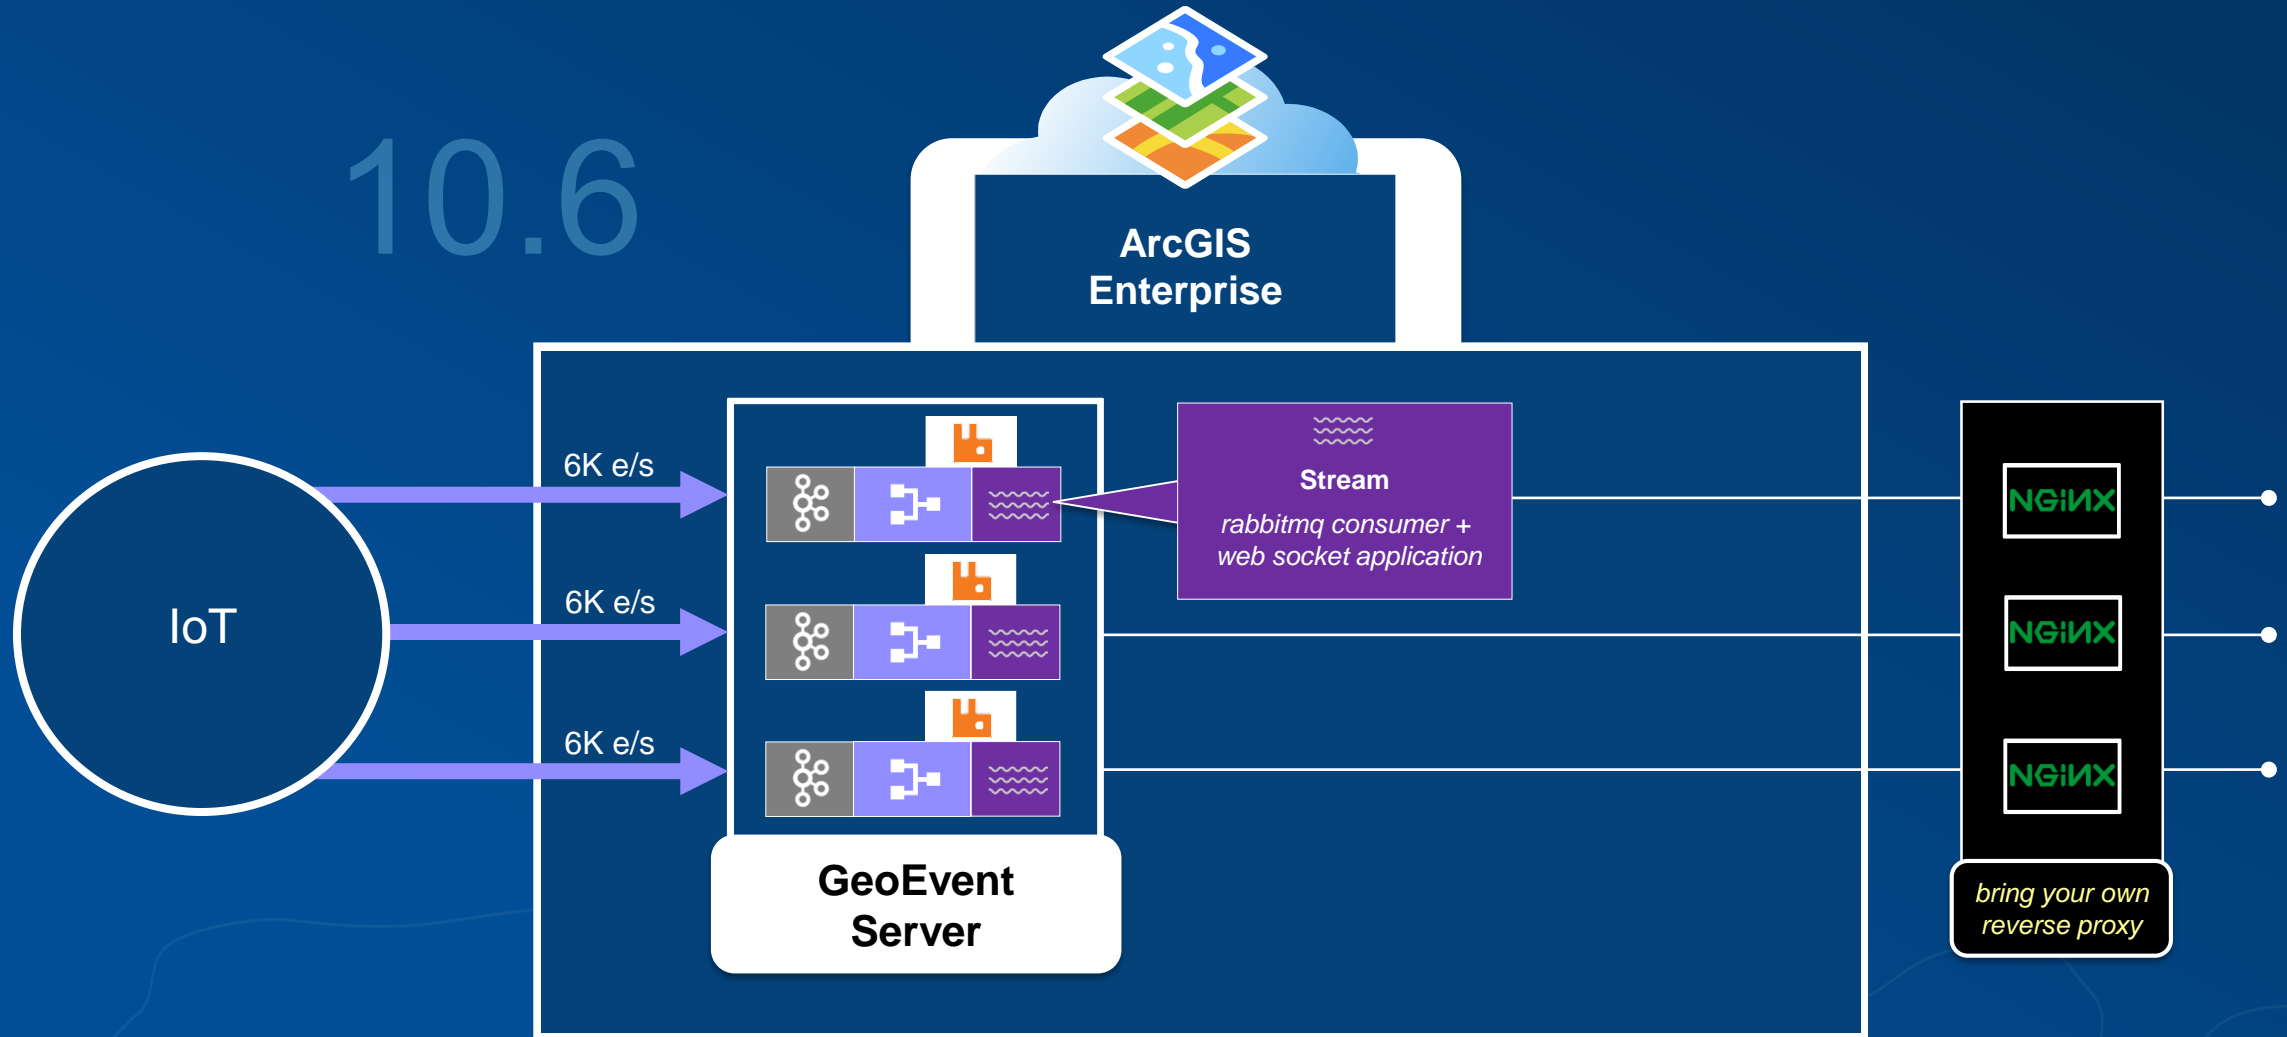 10.6
ArcGIS
Enterprise
6K e/s
6K e/s
6K e/s
IoT
Stream
rabbitmq consumer +
web socket application
NGINX
NGINX
NGINX
GeoEvent
Server
bring your own
reverse proxy